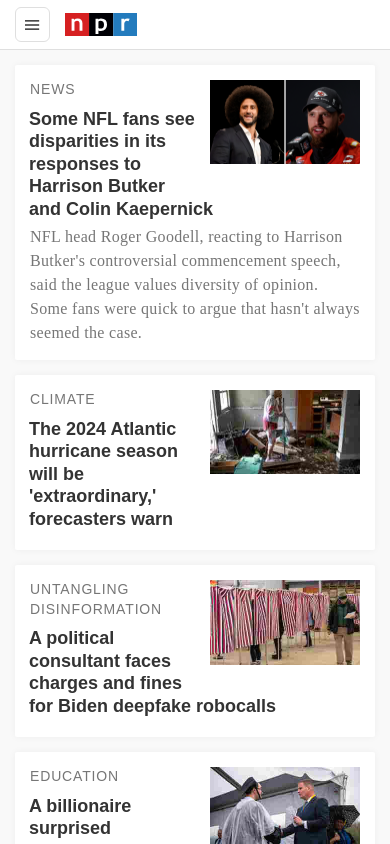 npr
NEWS
Some NFL fans see
disparities in its
responses to
Harrison Butker
and Colin Kaepernick
NFL head Roger Goodell, reacting to Harrison
Butker's controversial commencement speech,
said the league values diversity of opinion.
Some fans were quick to argue that hasn't always
seemed the case.
CLIMATE
The 2024 Atlantic
hurricane season
will be
'extraordinary,'
forecasters warn
UNTANGLING
DISINFORMATION
A political
consultant faces
charges and fines
for Biden deepfake robocalls
EDUCATION
A billionaire
surprised